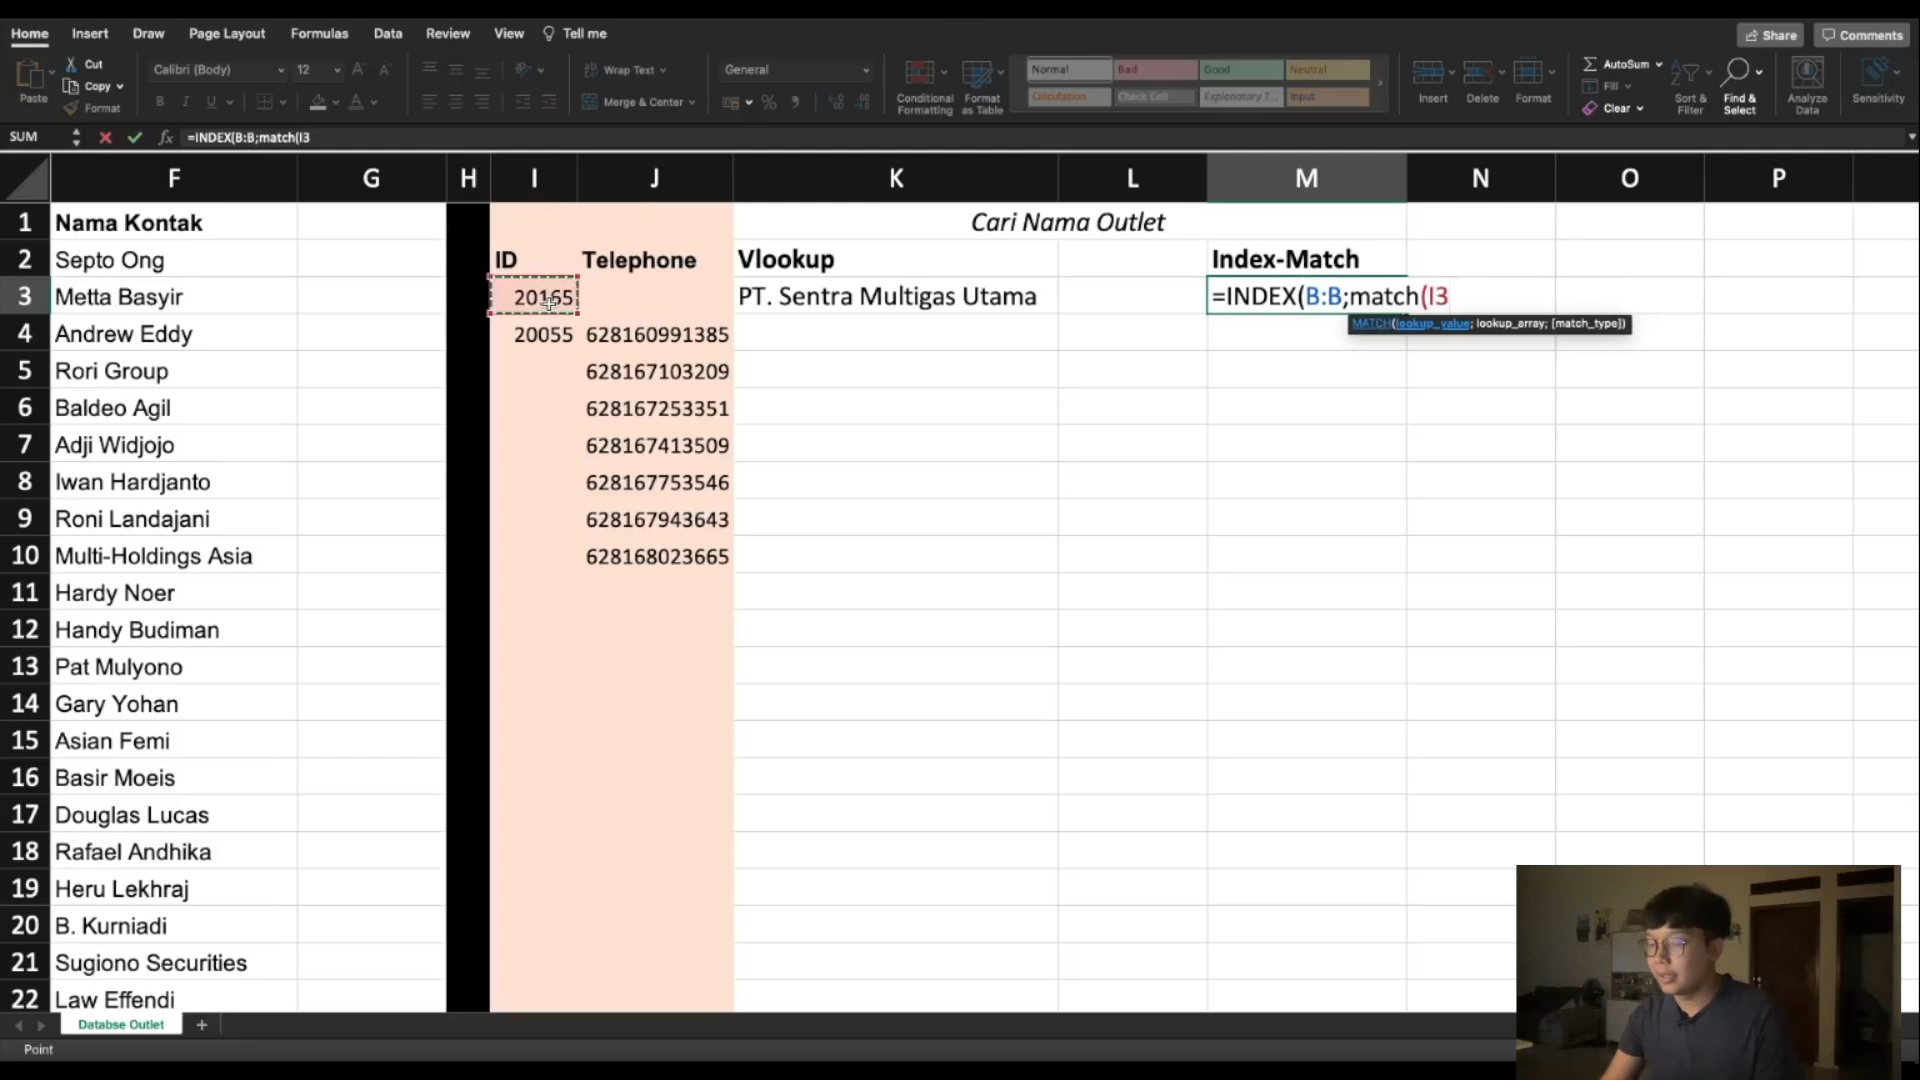 Home Insert Draw Page Layout Formulas Data Review View Tell me Share Comments
Paste Cut Copy Format
Calibri (Body) 12
B I U
Wrap Text
Merge & Center
General
Conditional Formatting
Format as Table
Normal Bad Good Neutral
Calculation Check Cell Explanatory T... Input
Insert Delete Format
AutoSum
Fill
Clear
Sort & Filter
Find & Select
Analyze Data
Sensitivity
SUM fx =INDEX(B:B;match(I3
F G H I J K L M N O P
1 Nama Kontak Cari Nama Outlet
2 Septo Ong ID Telephone Vlookup Index-Match
3 Metta Basyir 20165 PT. Sentra Multigas Utama =INDEX(B:B;match(I3
MATCH(lookup_value; lookup_array; [match_type])
4 Andrew Eddy 20055 628160991385
5 Rori Group 628167103209
6 Baldeo Agil 628167253351
7 Adji Widjojo 628167413509
8 Iwan Hardjanto 628167753546
9 Roni Landajani 628167943643
10 Multi-Holdings Asia 628168023665
11 Hardy Noer
12 Handy Budiman
13 Pat Mulyono
14 Gary Yohan
15 Asian Femi
16 Basir Moeis
17 Douglas Lucas
18 Rafael Andhika
19 Heru Lekhraj
20 B. Kurniadi
21 Sugiono Securities
22 Law Effendi
Databse Outlet +
Point